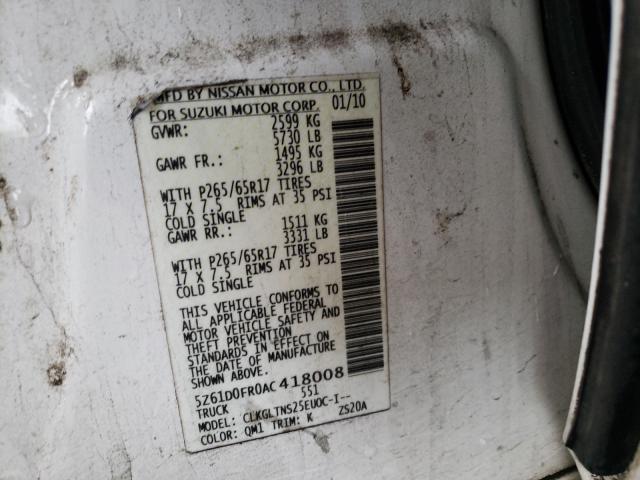 MFD BY NISSAN MOTOR CO., LTD.
FOR SUZUKI MOTOR CORP. 01/10
GVWR: 2599 KG
5730 LB
GAWR FR.: 1495 KG
3296 LB
WITH P265/65R17 TIRES
17 X 7.5 RIMS AT 35 PSI
COLD SINGLE
GAWR RR.: 1511 KG
3331 LB
WITH P265/65R17 TIRES
17 X 7.5 RIMS AT 35 PSI
COLD SINGLE
THIS VEHICLE CONFORMS TO
ALL APPLICABLE FEDERAL
MOTOR VEHICLE SAFETY AND
THEFT PREVENTION
STANDARDS IN EFFECT ON
THE DATE OF MANUFACTURE
SHOWN ABOVE.
5Z61D0FR0AC418008
TRUCK 551
MODEL: CLKGLTNS25EU0C-I--
COLOR: QM1 TRIM: K ZS20A